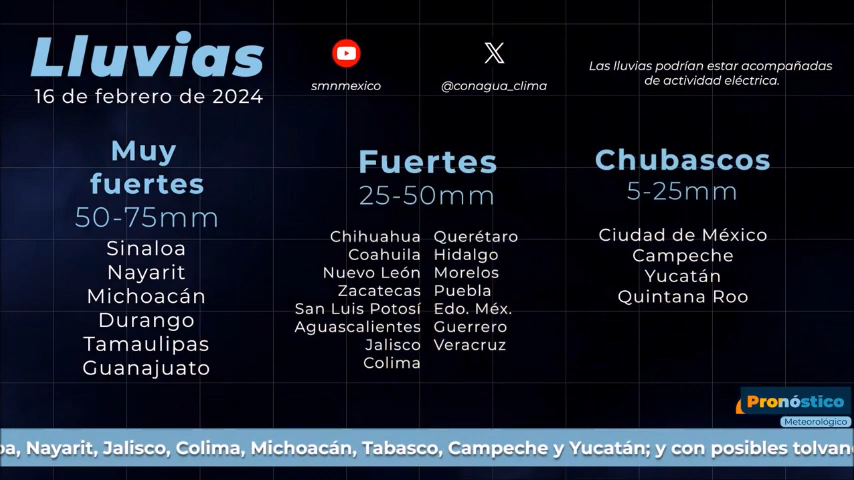 Lluvias
16 de febrero de 2024
smnmexico
@conagua_clima
Las lluvias podrían estar acompañadas
de actividad eléctrica.
Muy
fuertes
50-75mm
Sinaloa
Nayarit
Michoacán
Durango
Tamaulipas
Guanajuato
Fuertes
25-50mm
Chihuahua
Coahuila
Nuevo León
Zacatecas
San Luis Potosí
Aguascalientes
Jalisco
Colima
Querétaro
Hidalgo
Morelos
Puebla
Edo. Méx.
Guerrero
Veracruz
Chubascos
5-25mm
Ciudad de México
Campeche
Yucatán
Quintana Roo
Pronóstico
Meteorológico
oa, Nayarit, Jalisco, Colima, Michoacán, Tabasco, Campeche y Yucatán; y con posibles tolvan